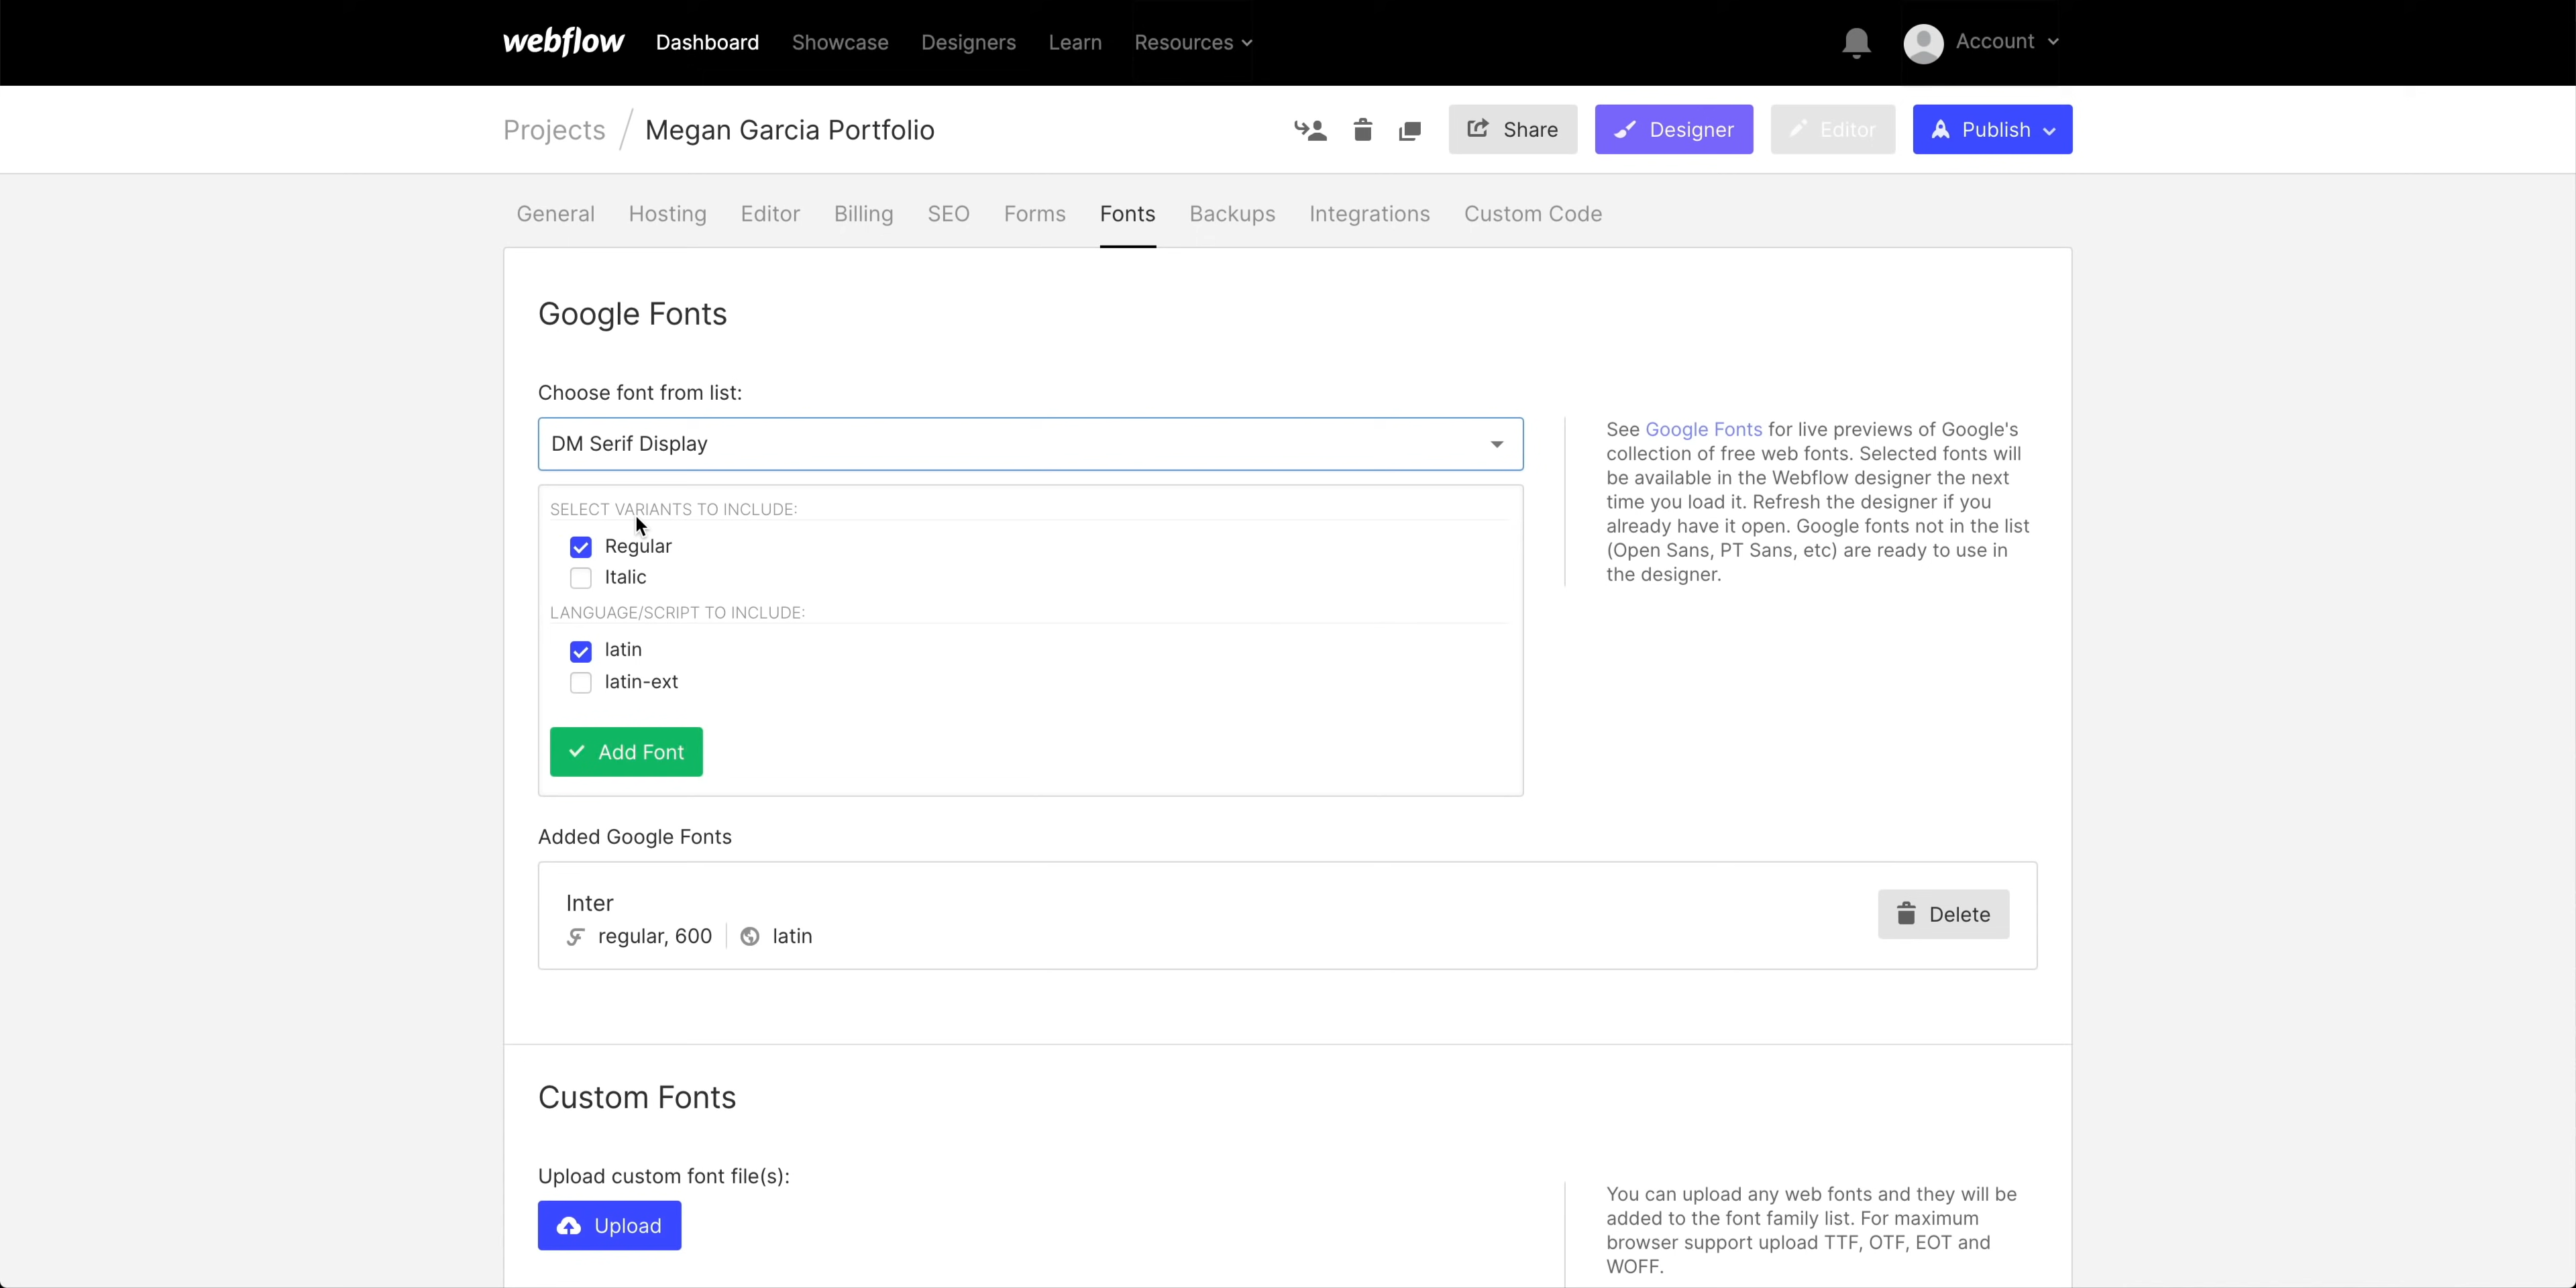 webflow Dashboard Showcase Designers Learn Resources Account
Projects / Megan Garcia Portfolio Share Designer Editor Publish
General Hosting Editor Billing SEO Forms Fonts Backups Integrations Custom Code
Google Fonts
Choose font from list:
DM Serif Display
SELECT VARIANTS TO INCLUDE:
Regular
Italic
LANGUAGE/SCRIPT TO INCLUDE:
latin
latin-ext
Add Font
See Google Fonts for live previews of Google's
collection of free web fonts. Selected fonts will
be available in the Webflow designer the next
time you load it. Refresh the designer if you
already have it open. Google fonts not in the list
(Open Sans, PT Sans, etc) are ready to use in
the designer.
Added Google Fonts
Inter
regular, 600 latin
Delete
Custom Fonts
Upload custom font file(s):
Upload
You can upload any web fonts and they will be
added to the font family list. For maximum
browser support upload TTF, OTF, EOT and
WOFF.